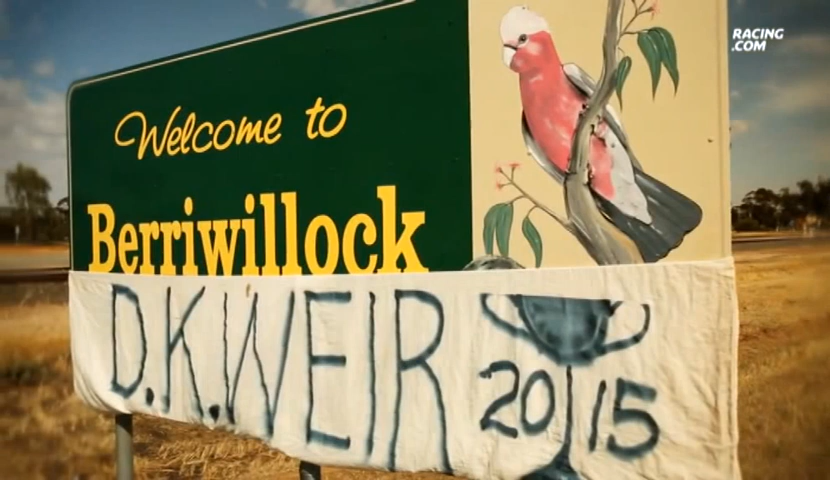 RACING
.COM
Welcome to
Berriwillock
D.K.WEIR
2015